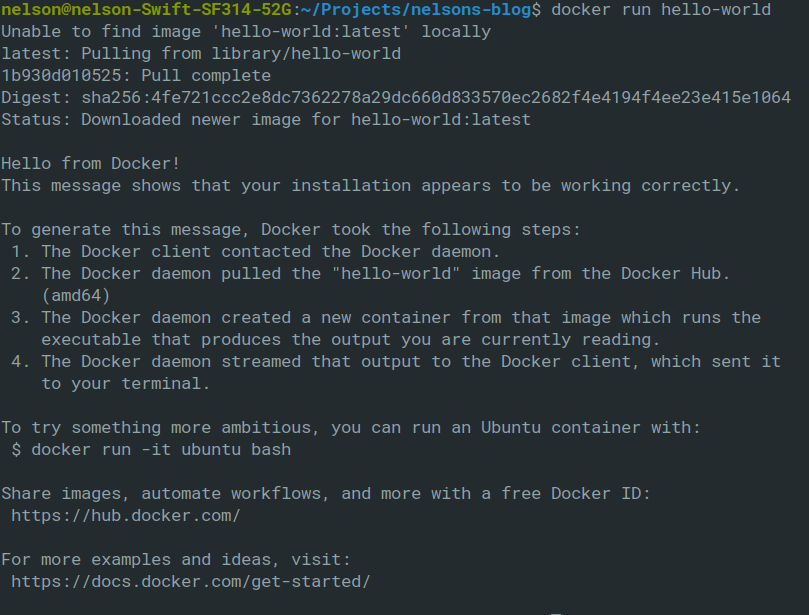 nelson@nelson-Swift-SF314-52G:~/Projects/nelsons-blog$ docker run hello-world
Unable to find image 'hello-world:latest' locally
latest: Pulling from library/hello-world
1b930d010525: Pull complete
Digest: sha256:4fe721ccc2e8dc7362278a29dc660d833570ec2682f4e4194f4ee23e415e1064
Status: Downloaded newer image for hello-world:latest

Hello from Docker!
This message shows that your installation appears to be working correctly.

To generate this message, Docker took the following steps:
 1. The Docker client contacted the Docker daemon.
 2. The Docker daemon pulled the "hello-world" image from the Docker Hub.
    (amd64)
 3. The Docker daemon created a new container from that image which runs the
    executable that produces the output you are currently reading.
 4. The Docker daemon streamed that output to the Docker client, which sent it
    to your terminal.

To try something more ambitious, you can run an Ubuntu container with:
 $ docker run -it ubuntu bash

Share images, automate workflows, and more with a free Docker ID:
 https://hub.docker.com/

For more examples and ideas, visit:
 https://docs.docker.com/get-started/